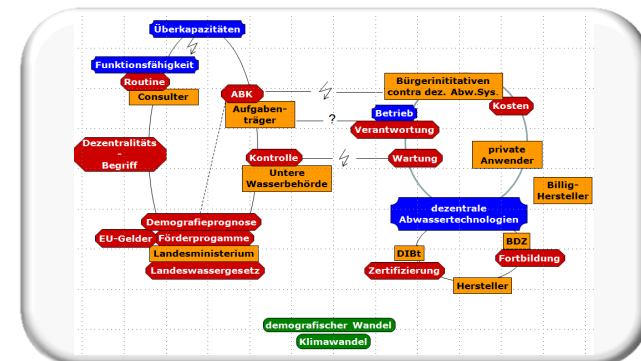 Überkapazitäten
Funktionsfähigkeit
Routine
Consulter
ABK
Aufgaben-
träger
Bürgerinititativen
contra dez. Abw.Sys.
Kosten
Betrieb
?
Verantwortung
Dezentralitäts
-
Begriff
Kontrolle
Untere
Wasserbehörde
Wartung
private
Anwender
Billig-
Hersteller
dezentrale
Abwassertechnologien
Demografieprognose
EU-Gelder
Förderprogamme
Landesministerium
Landeswassergesetz
DIBt
Zertifizierung
BDZ
Fortbildung
Hersteller
demografischer Wandel
Klimawandel